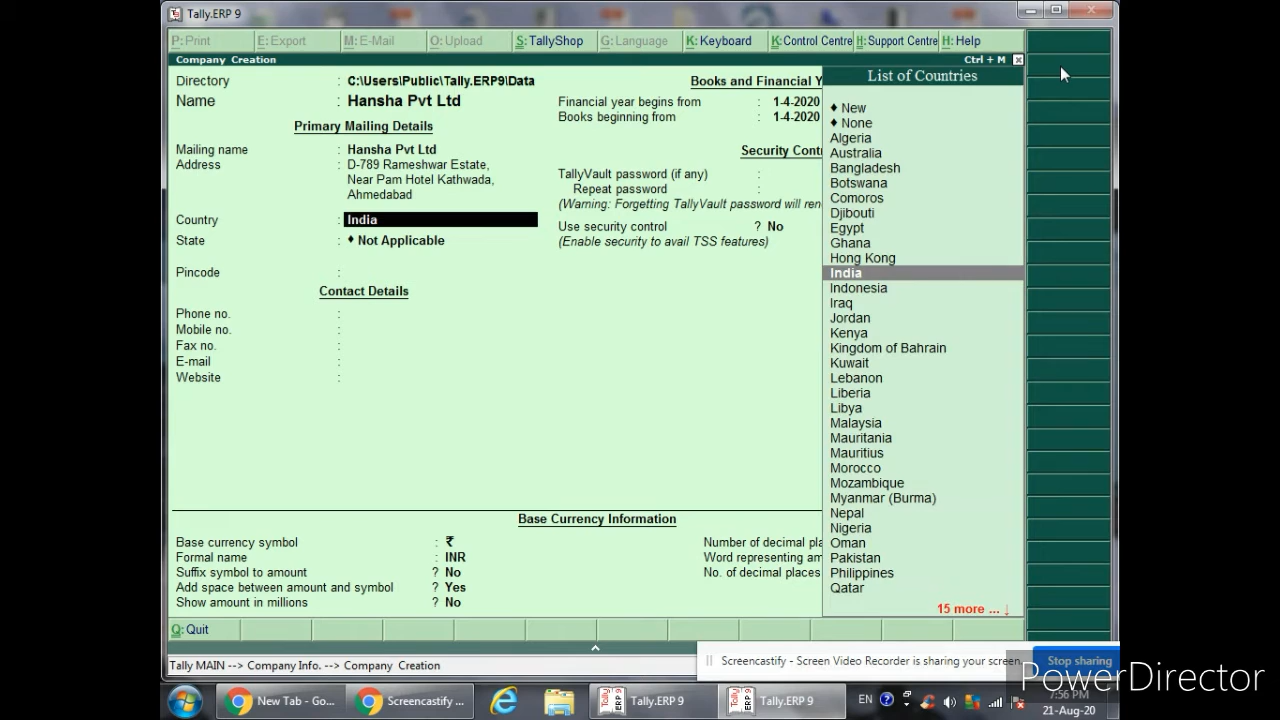 Tally.ERP 9
P: Print E: Export M: E-Mail O: Upload S: TallyShop G: Language K: Keyboard K: Control Centre H: Support Centre H: Help
Company Creation Ctrl + M
Directory : C:\Users\Public\Tally.ERP9\Data
Name : Hansha Pvt Ltd
Primary Mailing Details
Mailing name : Hansha Pvt Ltd
Address : D-789 Rameshwar Estate,
Near Pam Hotel Kathwada,
Ahmedabad
Country : India
State : ♦ Not Applicable
Pincode :
Contact Details
Phone no. :
Mobile no. :
Fax no. :
E-mail :
Website :
Books and Financial Y
Financial year begins from : 1-4-2020
Books beginning from : 1-4-2020
Security Contr
TallyVault password (if any) :
Repeat password :
(Warning: Forgetting TallyVault password will ren
Use security control ? No
(Enable security to avail TSS features)
List of Countries
♦ New
♦ None
Algeria
Australia
Bangladesh
Botswana
Comoros
Djibouti
Egypt
Ghana
Hong Kong
India
Indonesia
Iraq
Jordan
Kenya
Kingdom of Bahrain
Kuwait
Lebanon
Liberia
Libya
Malaysia
Mauritania
Mauritius
Morocco
Mozambique
Myanmar (Burma)
Nepal
Nigeria
Oman
Pakistan
Philippines
Qatar
15 more ... ↓
Base Currency Information
Base currency symbol : ₹
Formal name : INR
Suffix symbol to amount ? No
Add space between amount and symbol ? Yes
Show amount in millions ? No
Number of decimal pla
Word representing am
No. of decimal places
Q: Quit
Tally MAIN --> Company Info. --> Company Creation
Screencastify - Screen Video Recorder is sharing your screen.
Stop sharing
PowerDirector
New Tab - Go...
Screencastify ...
Tally.ERP 9
Tally.ERP 9
EN
7:56 PM
21-Aug-20